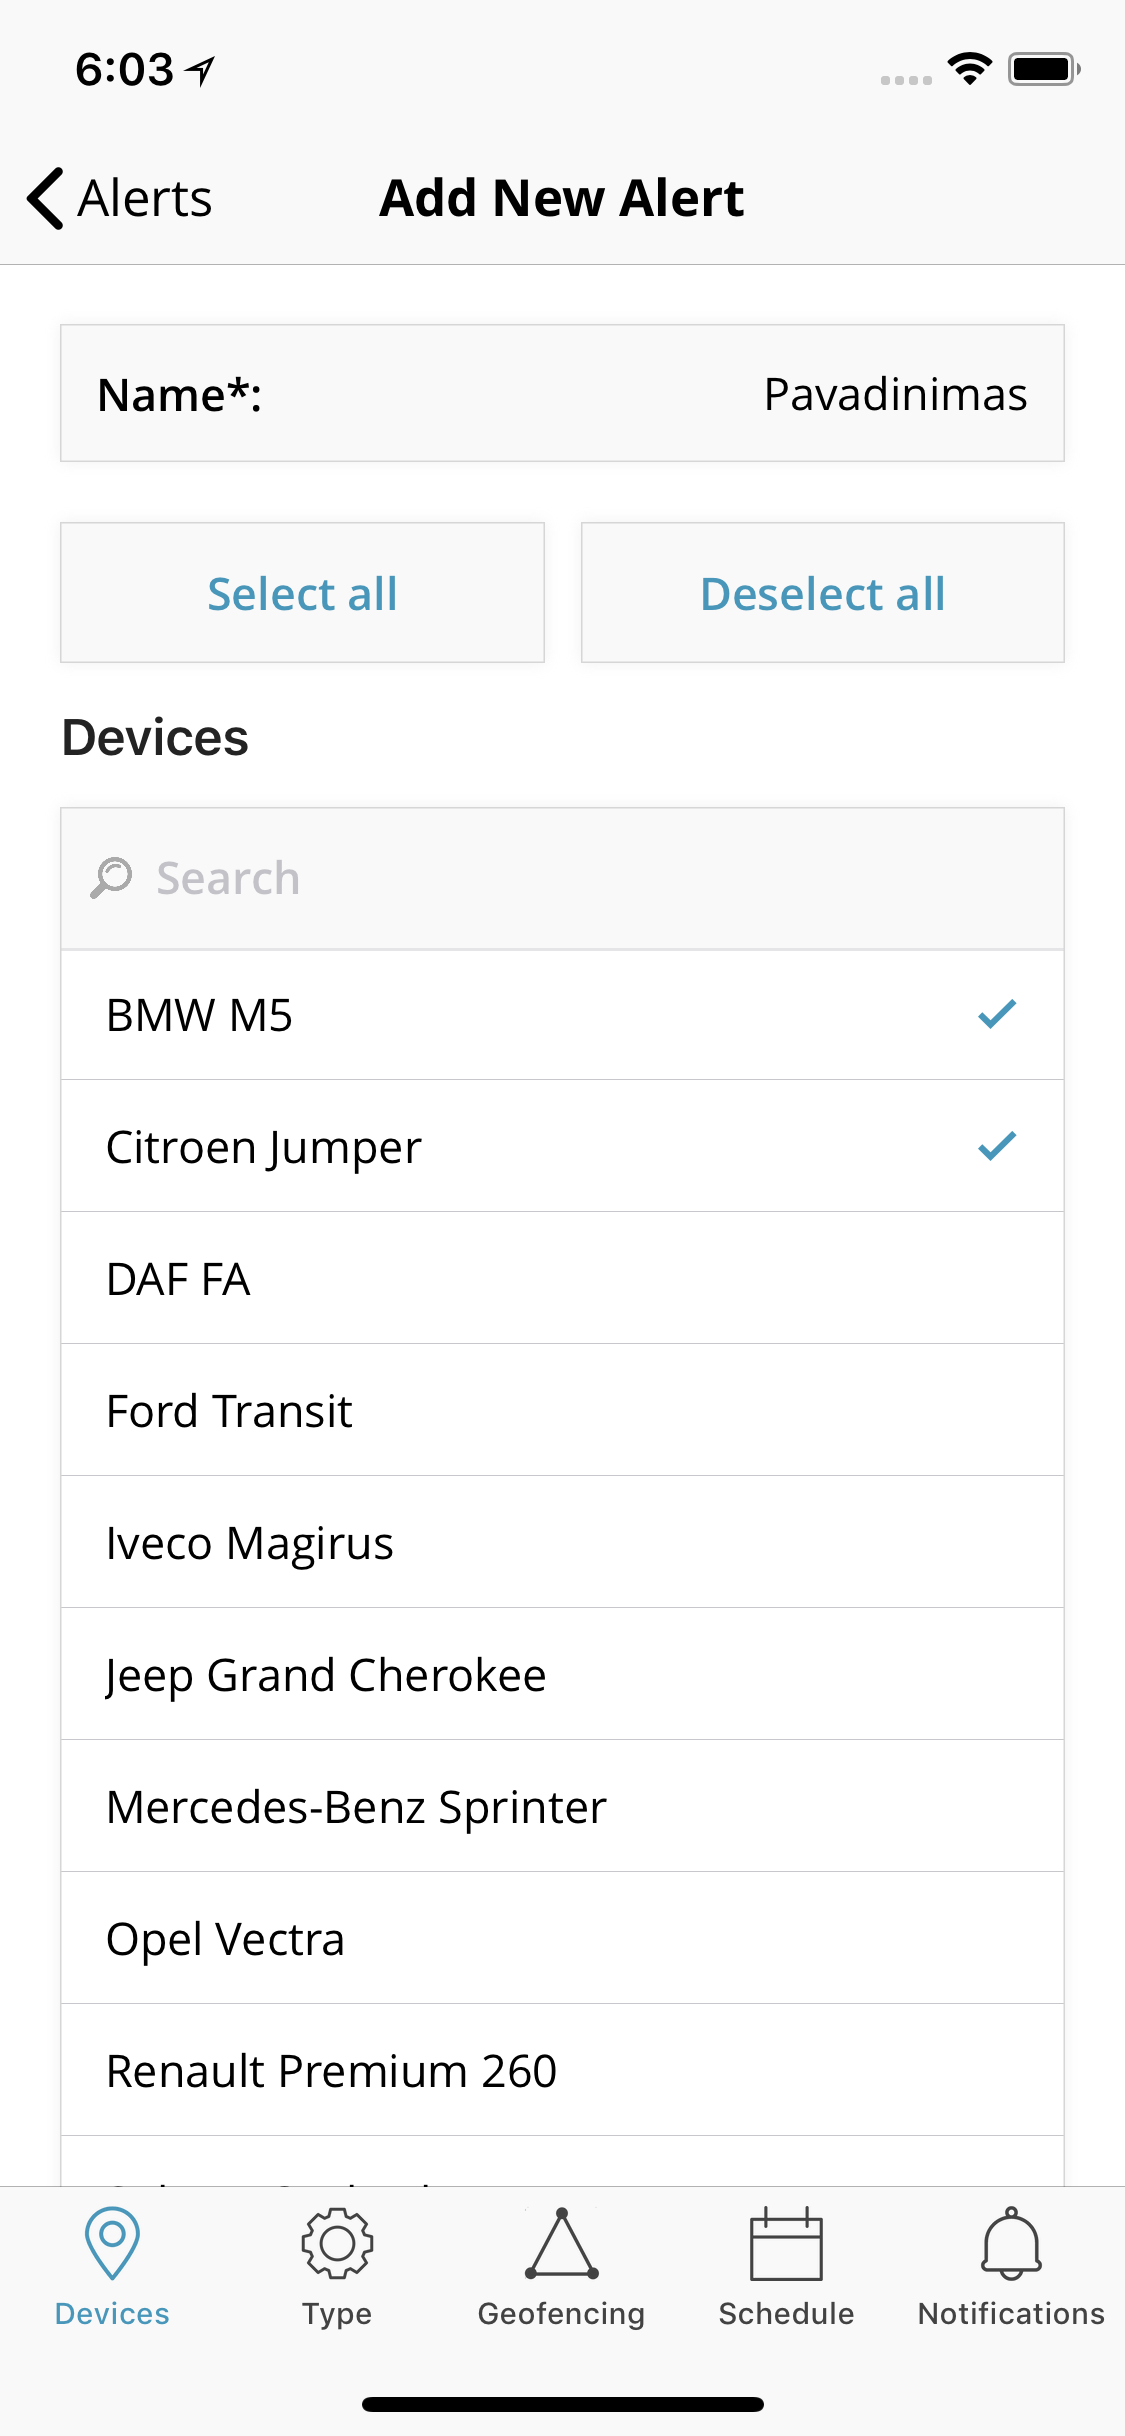 6:03
Alerts
Add New Alert
Name*:
Pavadinimas
Select all
Deselect all
Devices
Search
BMW M5
Citroen Jumper
DAF FA
Ford Transit
Iveco Magirus
Jeep Grand Cherokee
Mercedes-Benz Sprinter
Opel Vectra
Renault Premium 260
Devices
Type
Geofencing
Schedule
Notifications